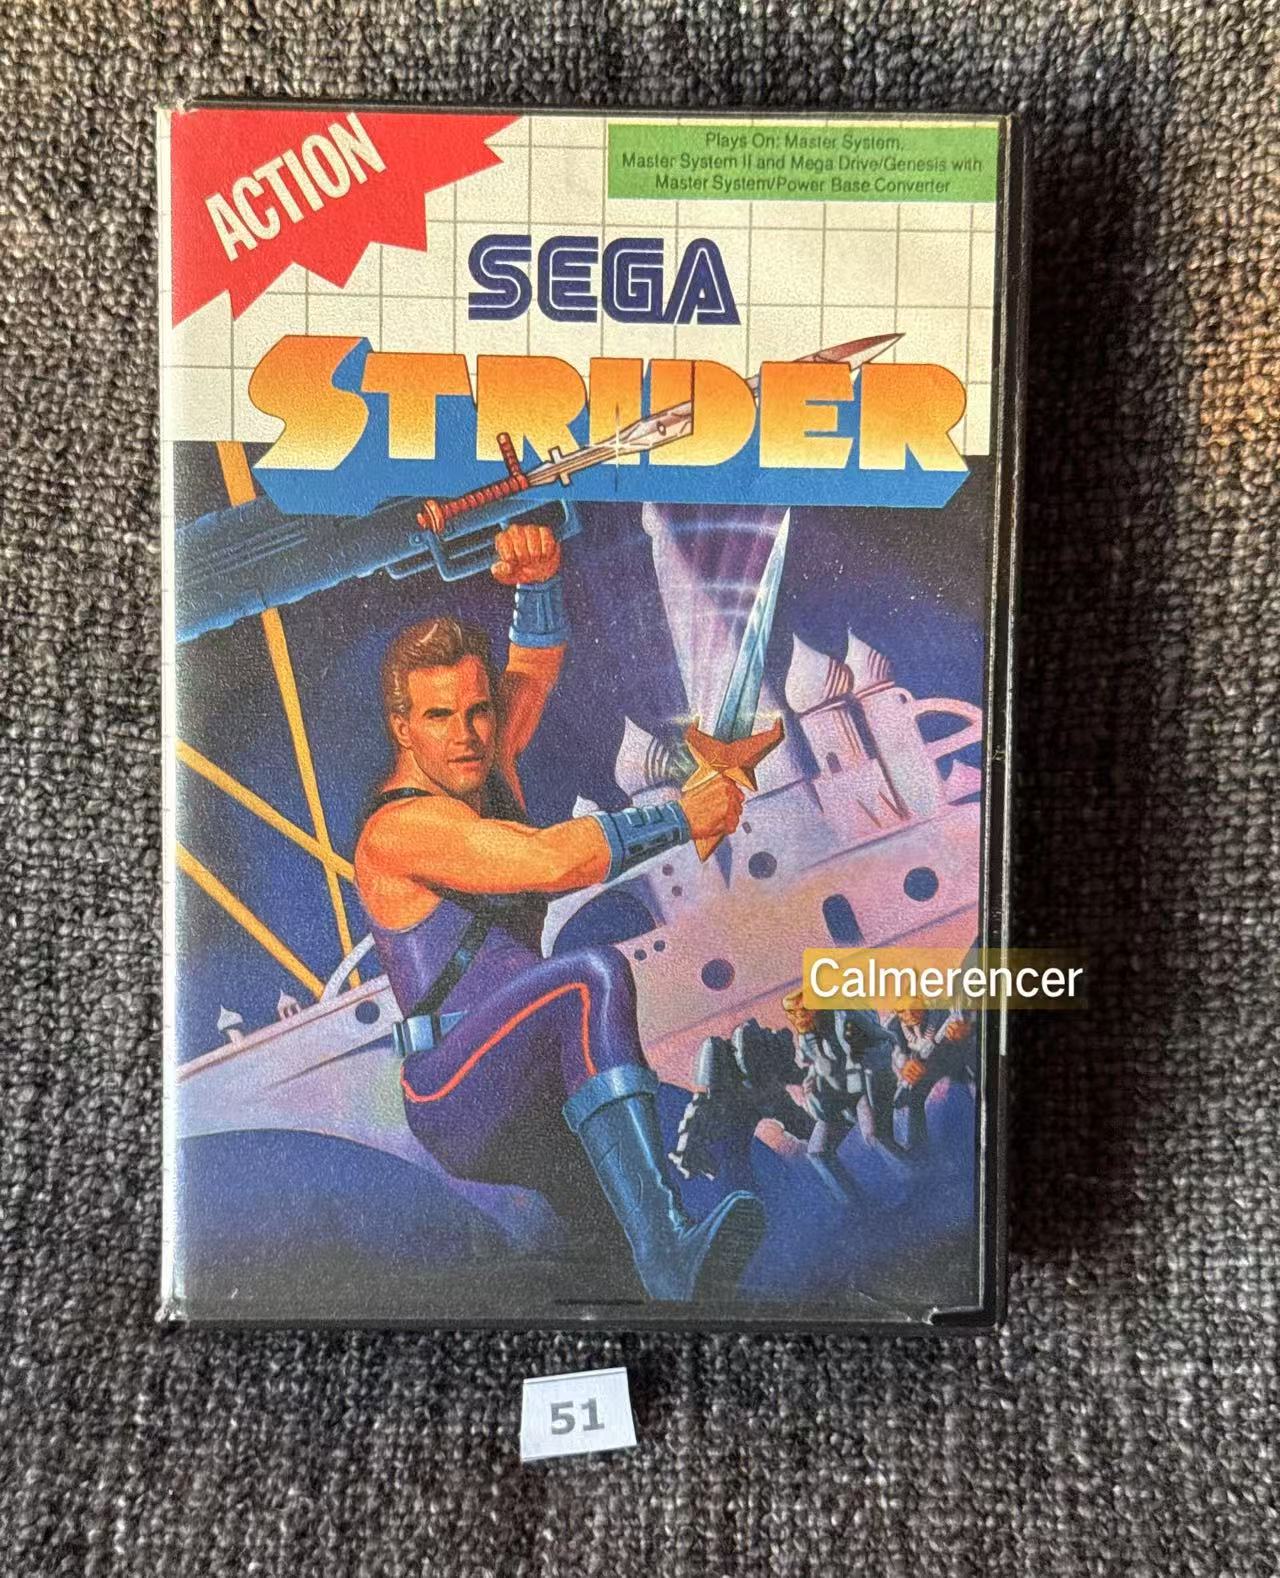 ACTION
Plays On: Master System,
Master System II and Mega Drive/Genesis with
Master System/Power Base Converter
SEGA
STRIDER
Calmerencer
51